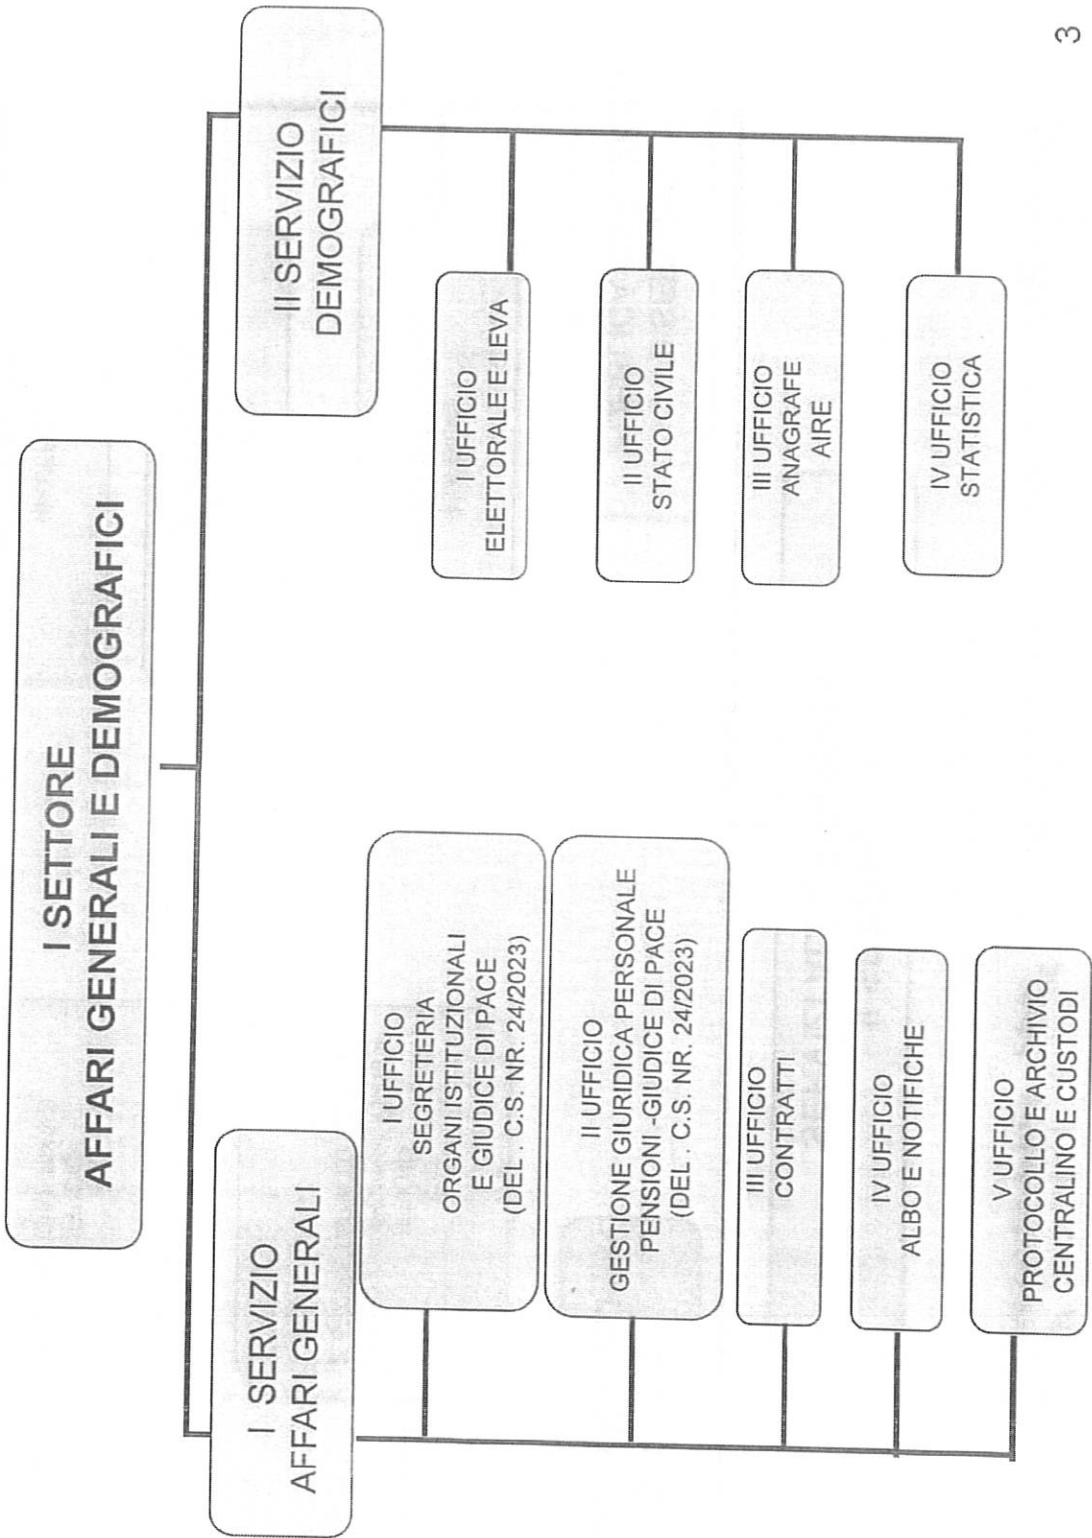 I SETTORE
AFFARI GENERALI E DEMOGRAFICI
I SERVIZIO
AFFARI GENERALI
I UFFICIO
SEGRETERIA
ORGANI ISTITUZIONALI
E GIUDICE DI PACE
(DEL . C.S. NR. 24/2023)
II UFFICIO
GESTIONE GIURIDICA PERSONALE
PENSIONI -GIUDICE DI PACE
(DEL . C.S. NR. 24/2023)
III UFFICIO
CONTRATTI
IV UFFICIO
ALBO E NOTIFICHE
V UFFICIO
PROTOCOLLO E ARCHIVIO
CENTRALINO E CUSTODI
II SERVIZIO
DEMOGRAFICI
I UFFICIO
ELETTORALE E LEVA
II UFFICIO
STATO CIVILE
III UFFICIO
ANAGRAFE
AIRE
IV UFFICIO
STATISTICA
3